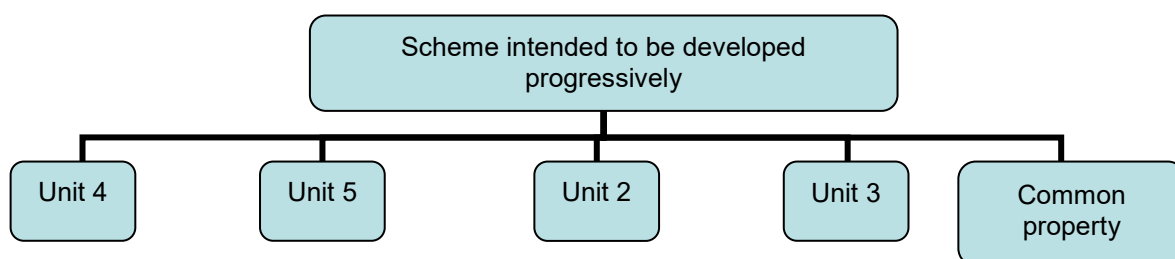 Scheme intended to be developed
progressively
Unit 4
Unit 5
Unit 2
Unit 3
Common
property